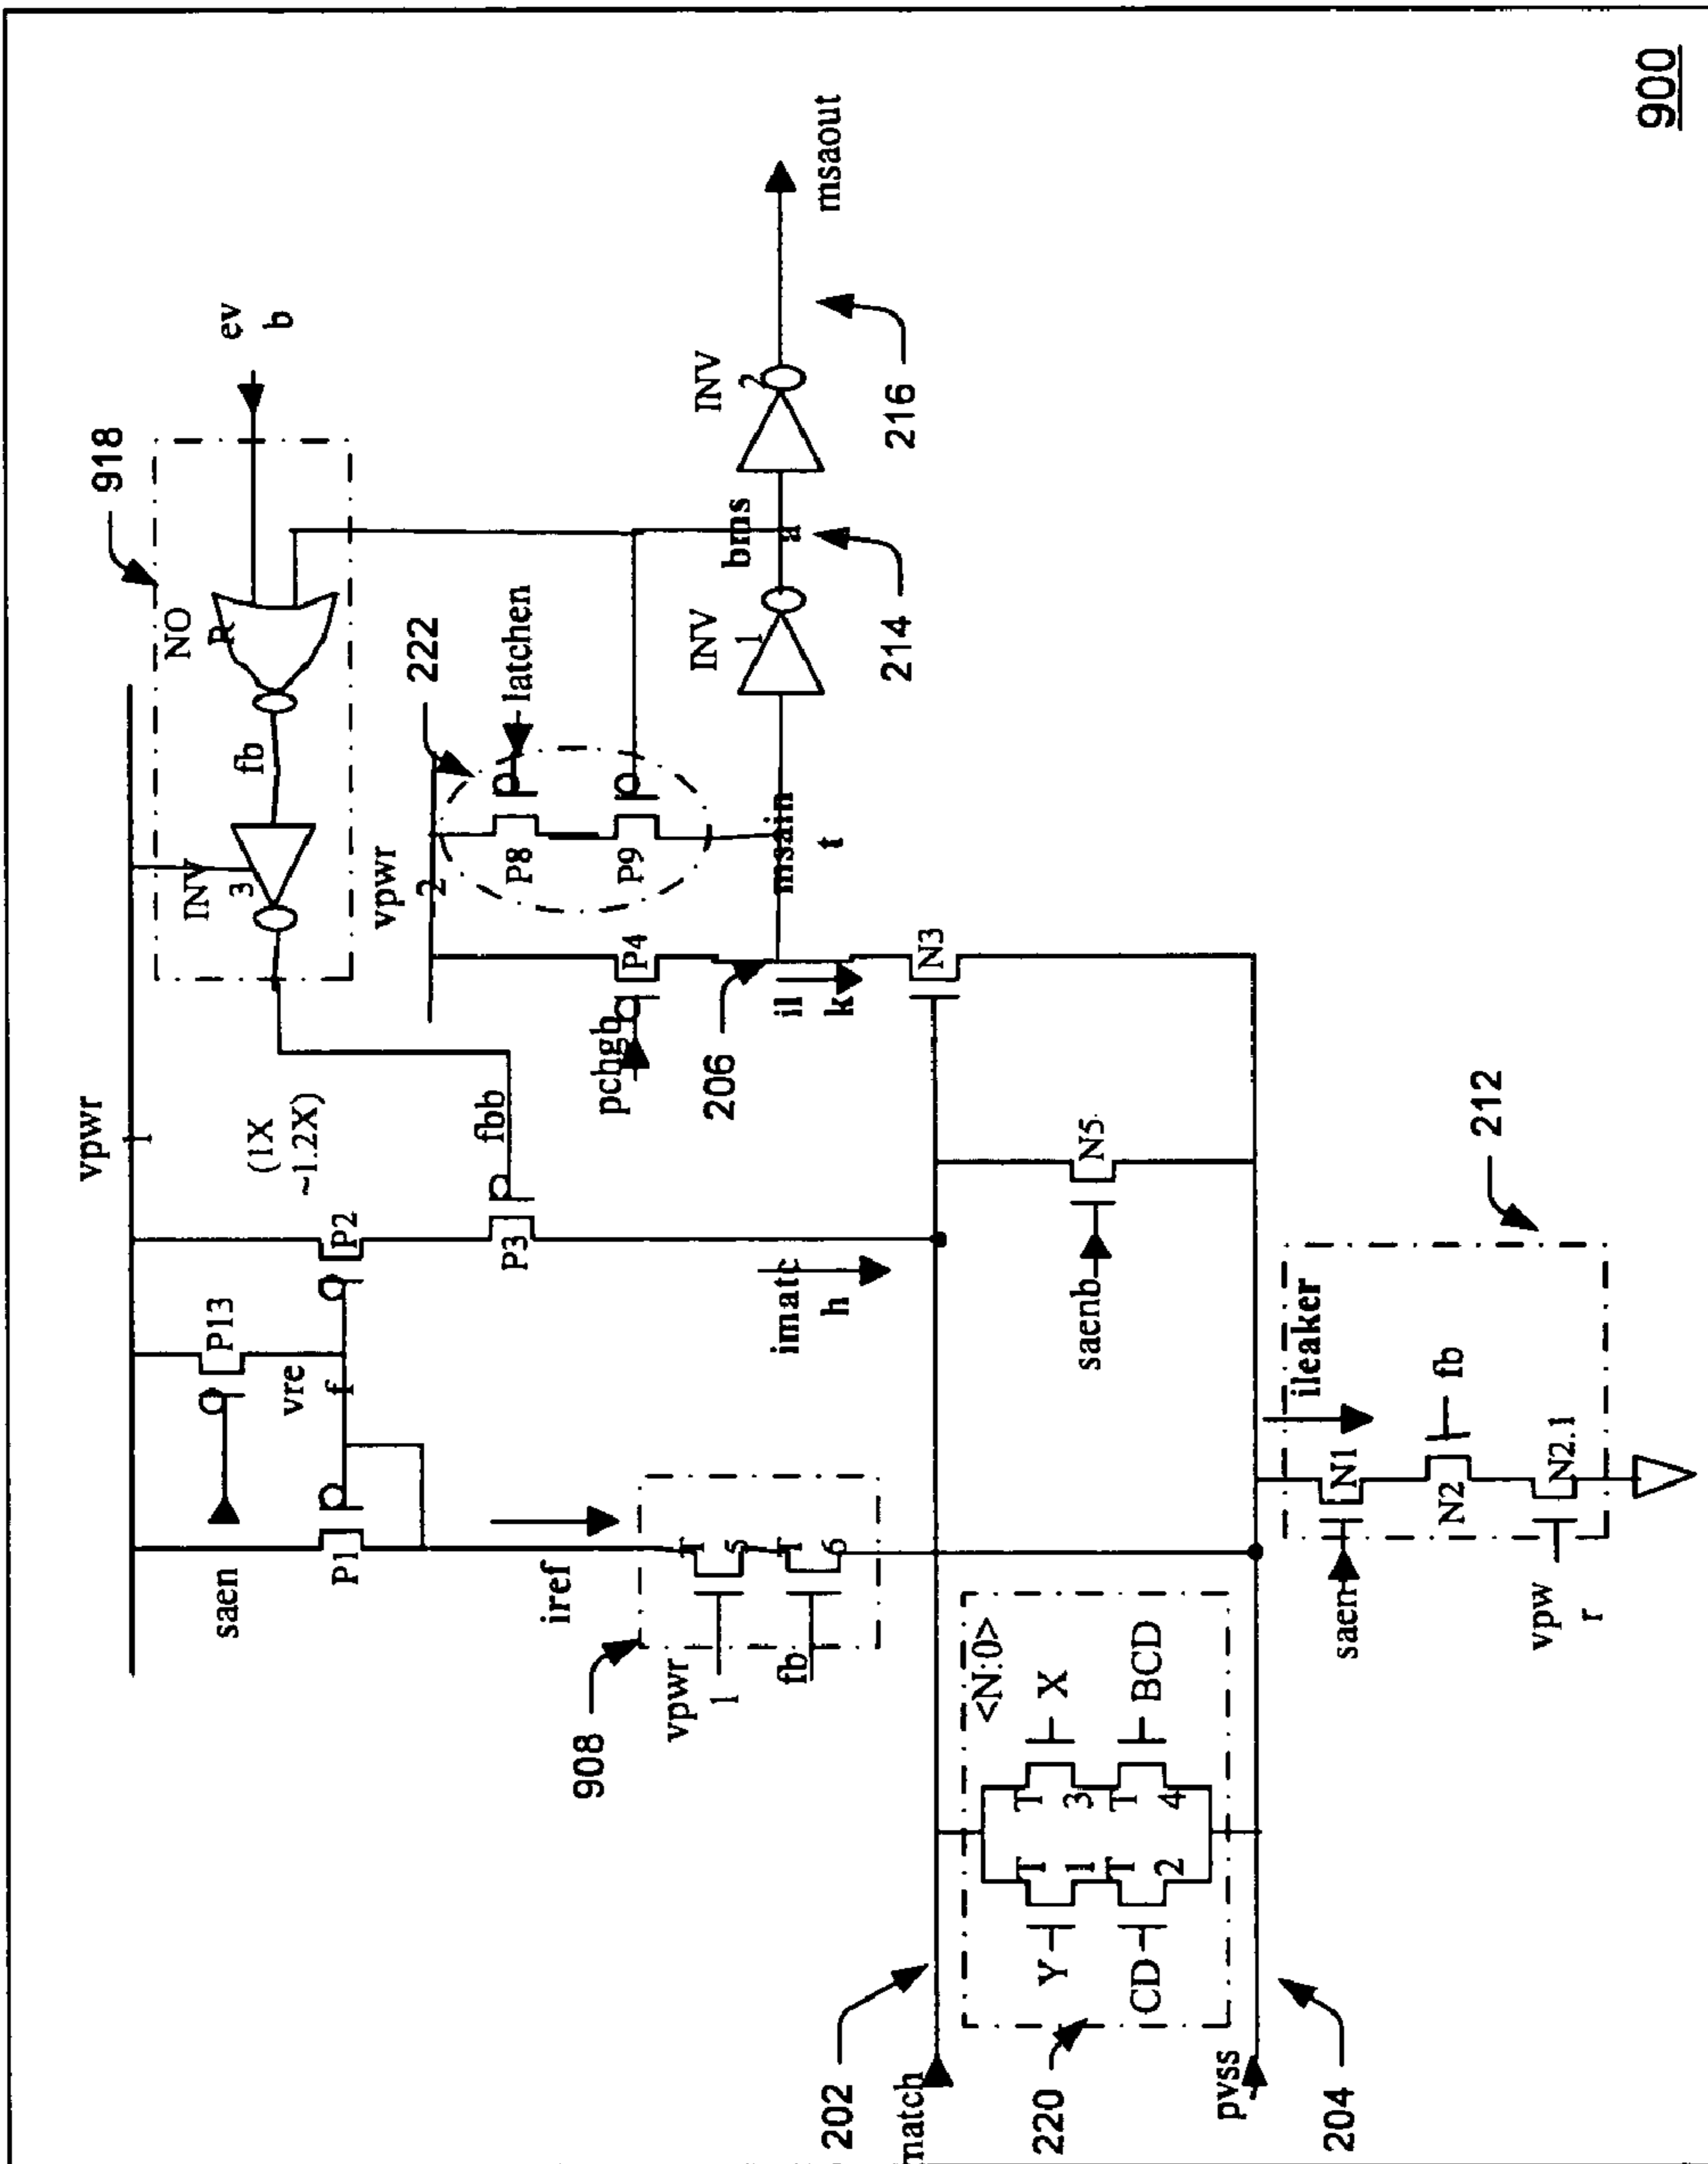 900
918
ev
b
NO
R
fb
INV
3
vpwr
1
(1X
~1.2X)
fbb
222
latchen
vpwr
2
P8
P9
P4
pchgb
206
msain
t
il
k
N3
INV
1
bms
a
214
INV
2
216
msaout
P13
saen
vre
f
P1
P2
P3
imatc
h
iref
908
vpwr
1
fb
T
5
T
6
saenb
N5
212
ileaker
saen
N1
N2
fb
vpw
r
N2.1
<N:0>
Y
T
1
T
3
X
CD
T
2
T
4
BCD
202
match
220
pvss
204